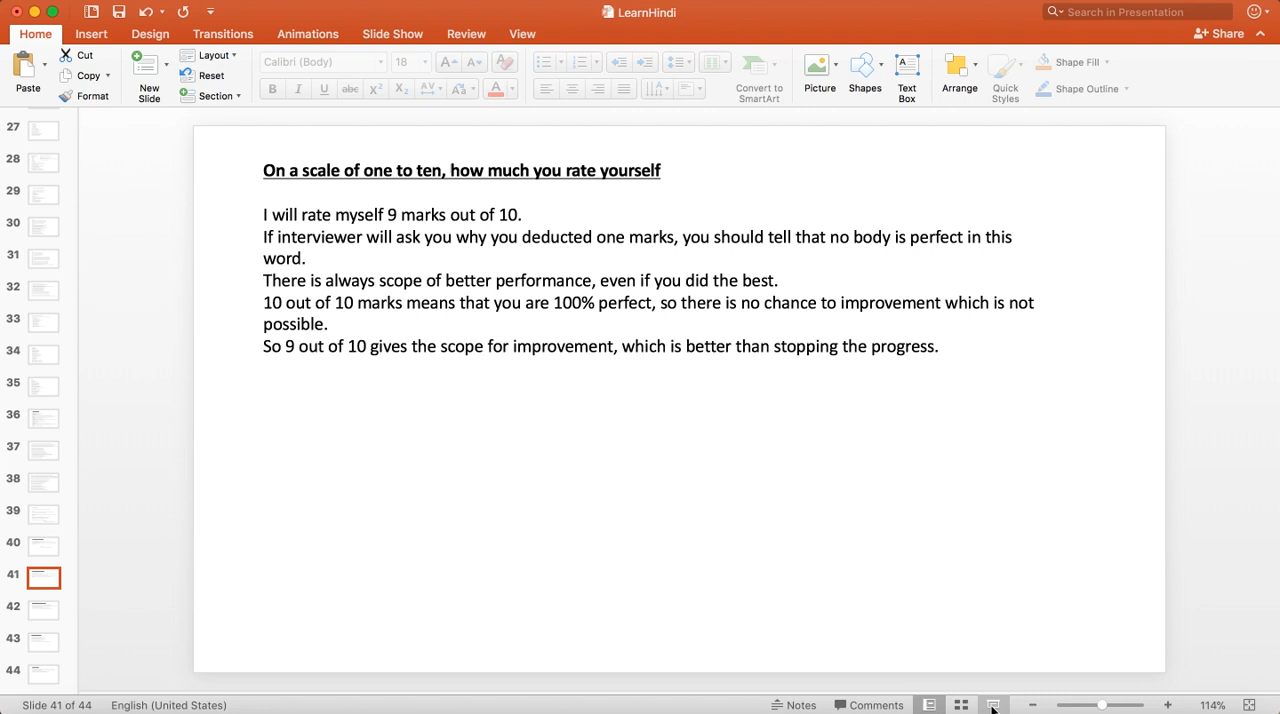 LearnHindi
Search in Presentation
Home Insert Design Transitions Animations Slide Show Review View Share
Paste Cut Copy Format New Slide Layout Reset Section Calibri (Body) 18 Convert to SmartArt Picture Shapes Text Box Arrange Quick Styles Shape Fill Shape Outline
27
28
29
30
31
32
33
34
35
36
37
38
39
40
41
42
43
44
On a scale of one to ten, how much you rate yourself
I will rate myself 9 marks out of 10.
If interviewer will ask you why you deducted one marks, you should tell that no body is perfect in this
word.
There is always scope of better performance, even if you did the best.
10 out of 10 marks means that you are 100% perfect, so there is no chance to improvement which is not
possible.
So 9 out of 10 gives the scope for improvement, which is better than stopping the progress.
Slide 41 of 44 English (United States) Notes Comments 114%